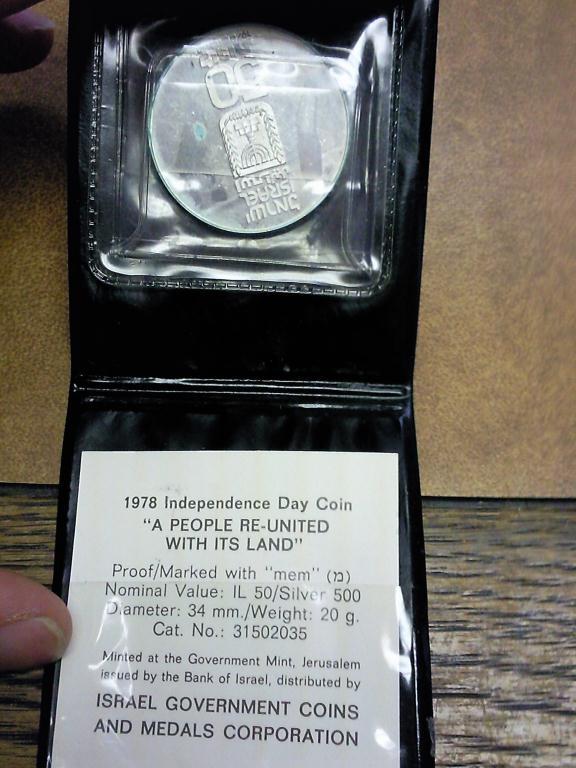 50
ISRAEL
1978 Independence Day Coin
"A PEOPLE RE-UNITED
WITH ITS LAND"
Proof/Marked with "mem" (מ)
Nominal Value: IL 50/Silver 500
Diameter: 34 mm./Weight: 20 g.
Cat. No.: 31502035
Minted at the Government Mint, Jerusalem
issued by the Bank of Israel, distributed by
ISRAEL GOVERNMENT COINS
AND MEDALS CORPORATION